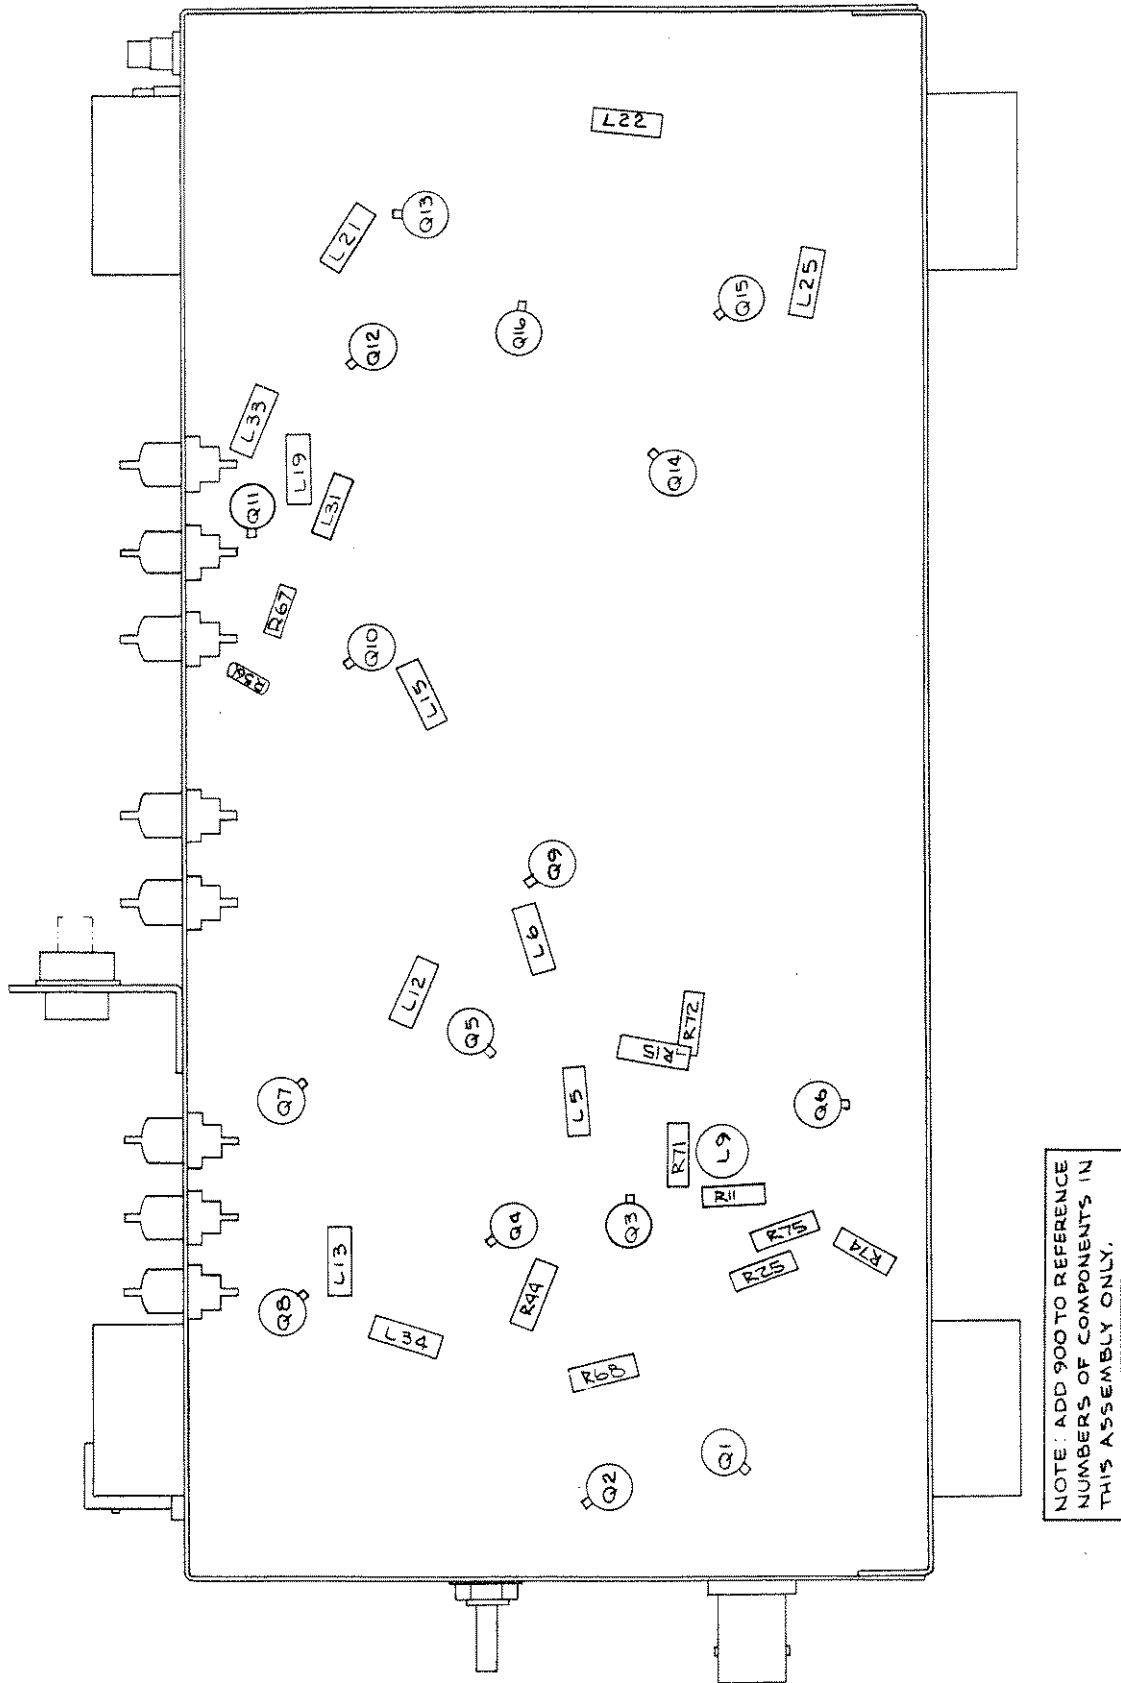 L22
Q13
L21
L25
Q15
Q16
Q12
L33
L19
Q11
L31
Q14
R67
Q10
R56
L15
Q9
L6
L12
Q5
R72
R15
Q7
L5
Q6
R71
L9
R11
Q4
Q3
R75
R74
L13
R25
R44
Q8
L34
R68
Q1
Q2
NOTE: ADD 900 TO REFERENCE
NUMBERS OF COMPONENTS IN
THIS ASSEMBLY ONLY.